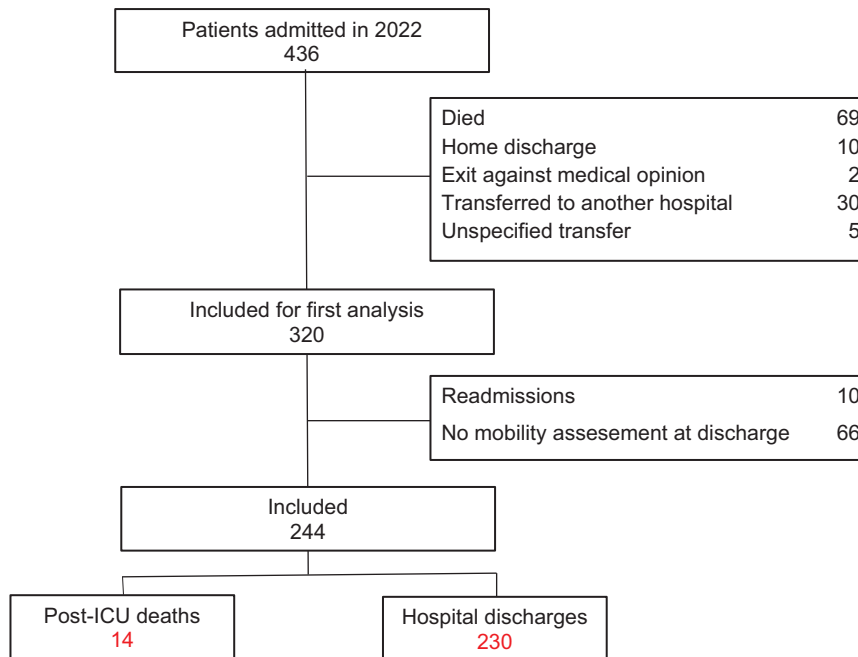 Patients admitted in 2022
436
Died 69
Home discharge 10
Exit against medical opinion 2
Transferred to another hospital 30
Unspecified transfer 5
Included for first analysis
320
Readmissions 10
No mobility assesement at discharge 66
Included
244
Post-ICU deaths
14
Hospital discharges
230